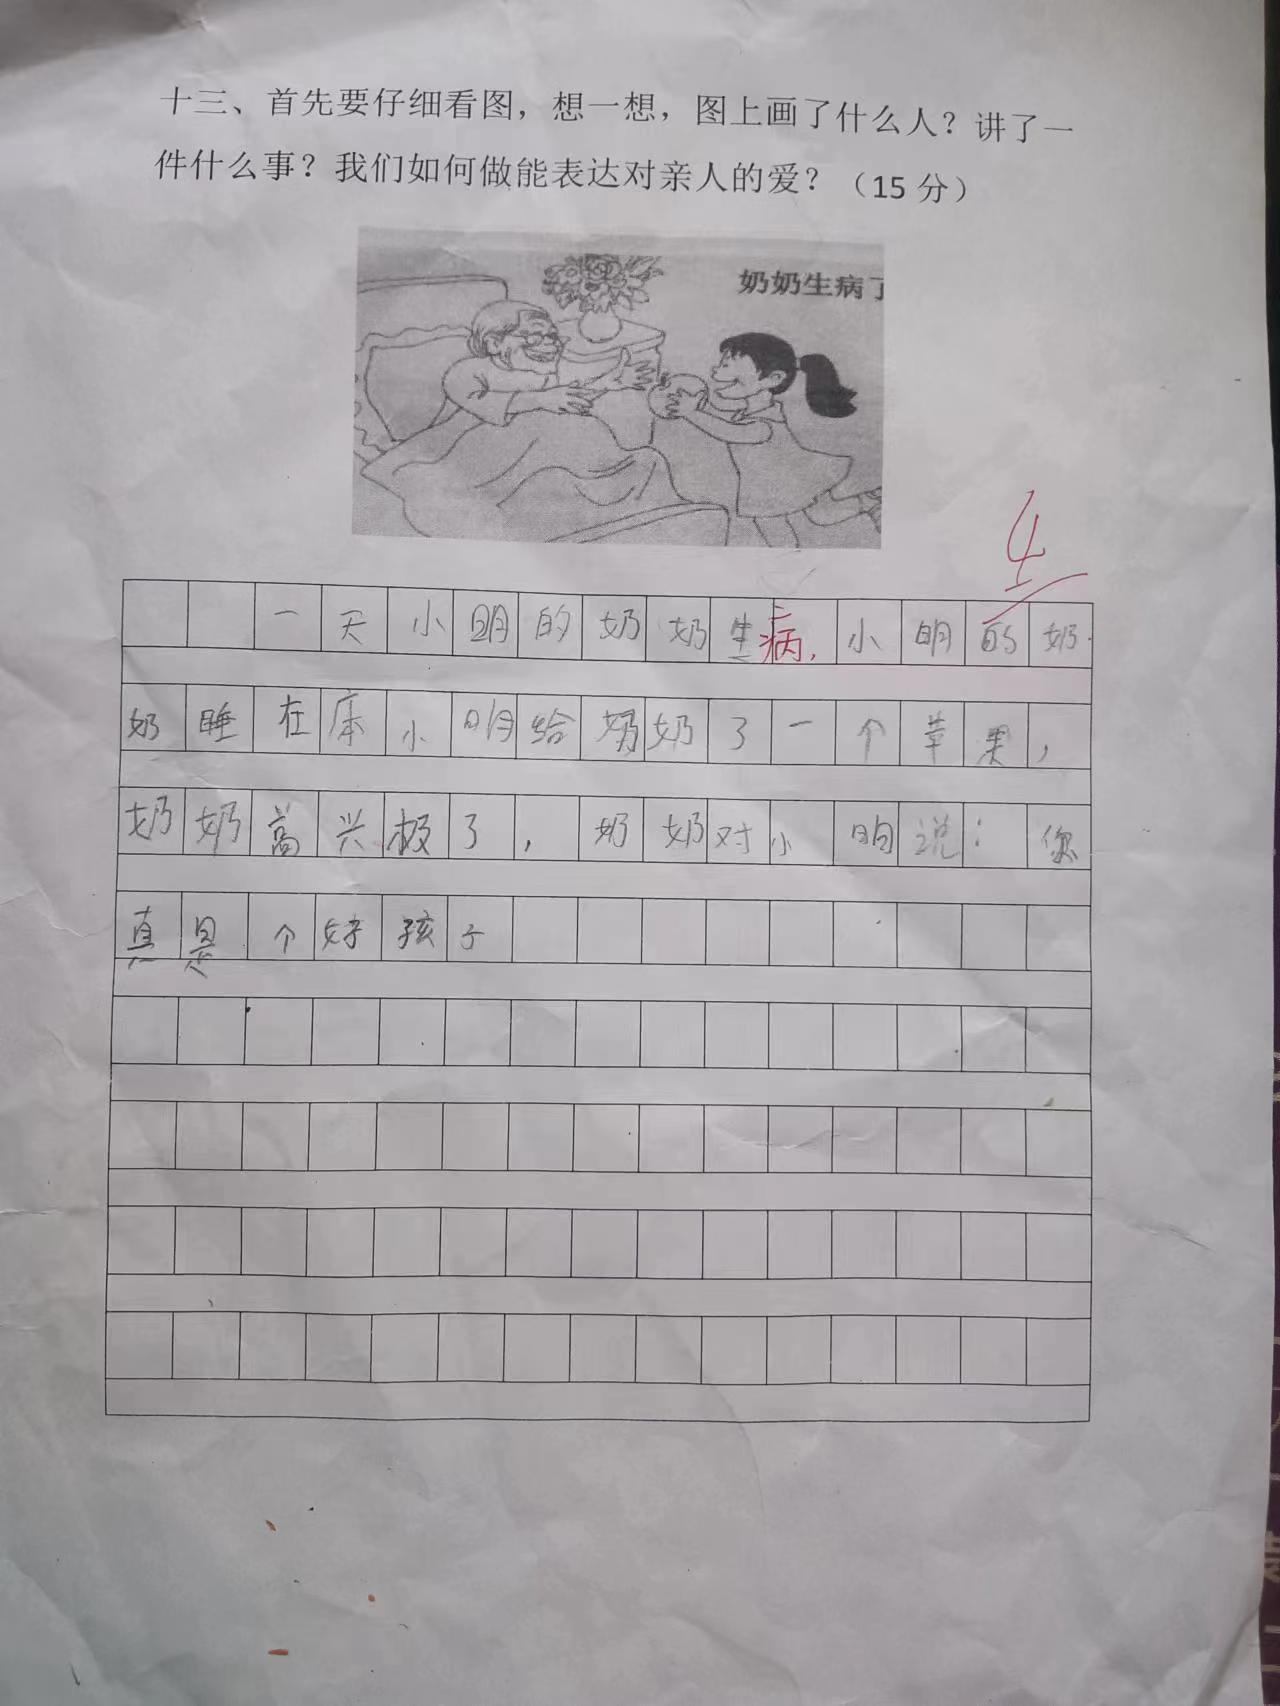 十三、首先要仔细看图，想一想，图上画了什么人？讲了一
件什么事？我们如何做能表达对亲人的爱？（15 分）
奶奶生病了
4
一天小明的奶奶生病，小明的奶
奶睡在床小明给奶奶了一个苹果，
奶奶高兴极了，奶奶对小明说：您
真是个好孩子